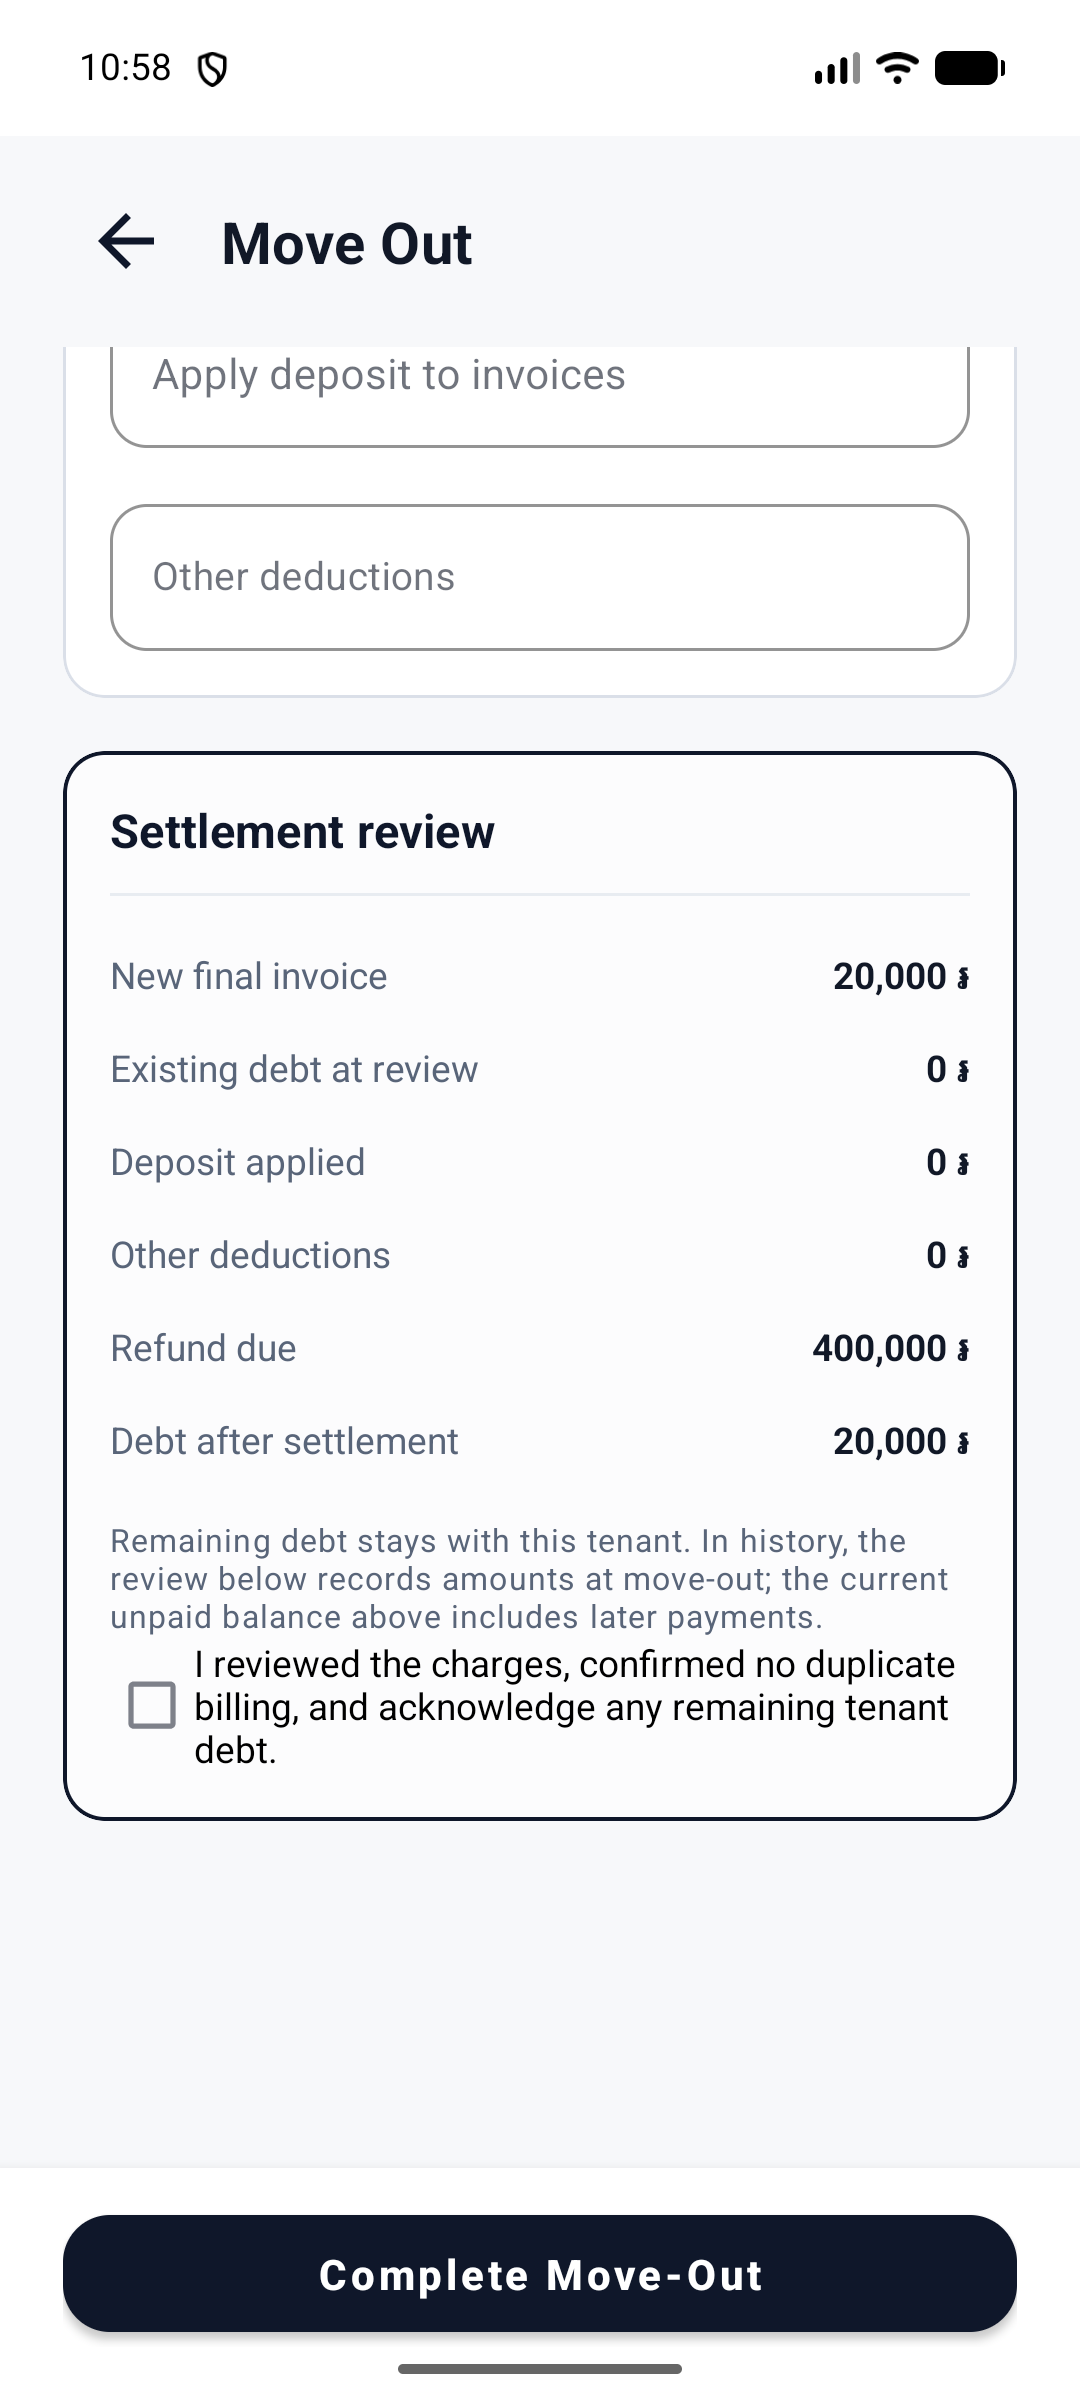 10:58
Move Out
Apply deposit to invoices
Other deductions
Settlement review
New final invoice 20,000
Existing debt at review 0
Deposit applied 0
Other deductions 0
Refund due 400,000
Debt after settlement 20,000
Remaining debt stays with this tenant. In history, the
review below records amounts at move-out; the current
unpaid balance above includes later payments.
I reviewed the charges, confirmed no duplicate
billing, and acknowledge any remaining tenant
debt.
Complete Move-Out